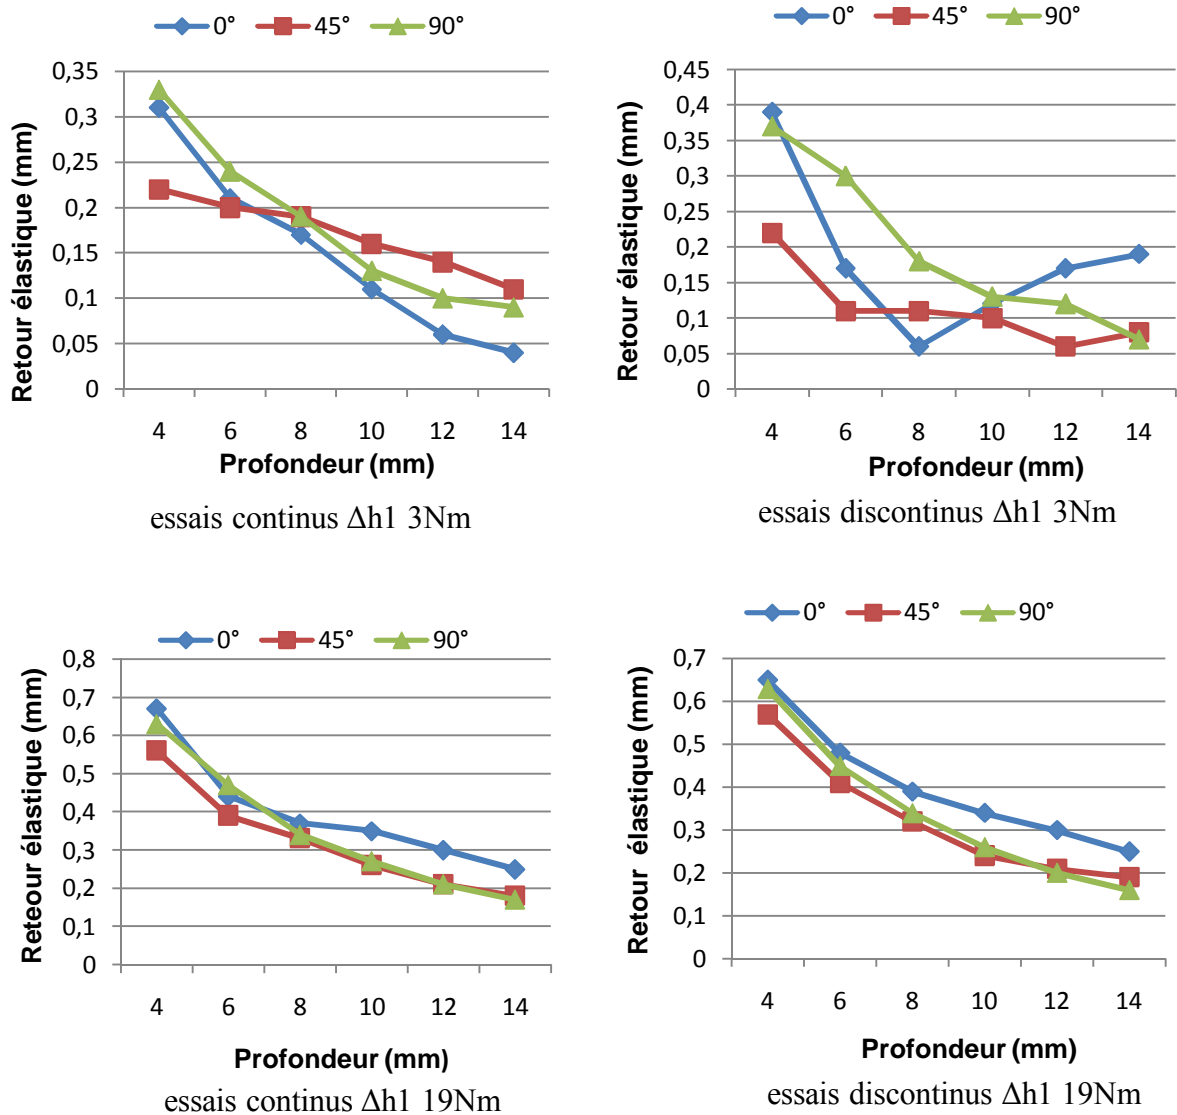 0° 45° 90°
0,35
0,3
0,25
0,2
0,15
0,1
0,05
0
Retour élastique (mm)
4 6 8 10 12 14
Profondeur (mm)
essais continus Δh1 3Nm
0° 45° 90°
0,45
0,4
0,35
0,3
0,25
0,2
0,15
0,1
0,05
0
Retour élastique (mm)
4 6 8 10 12 14
Profondeur (mm)
essais discontinus Δh1 3Nm
0° 45° 90°
0,8
0,7
0,6
0,5
0,4
0,3
0,2
0,1
0
Reteour élastique (mm)
4 6 8 10 12 14
Profondeur (mm)
essais continus Δh1 19Nm
0° 45° 90°
0,7
0,6
0,5
0,4
0,3
0,2
0,1
0
Retour élastique (mm)
4 6 8 10 12 14
Profondeur (mm)
essais discontinus Δh1 19Nm